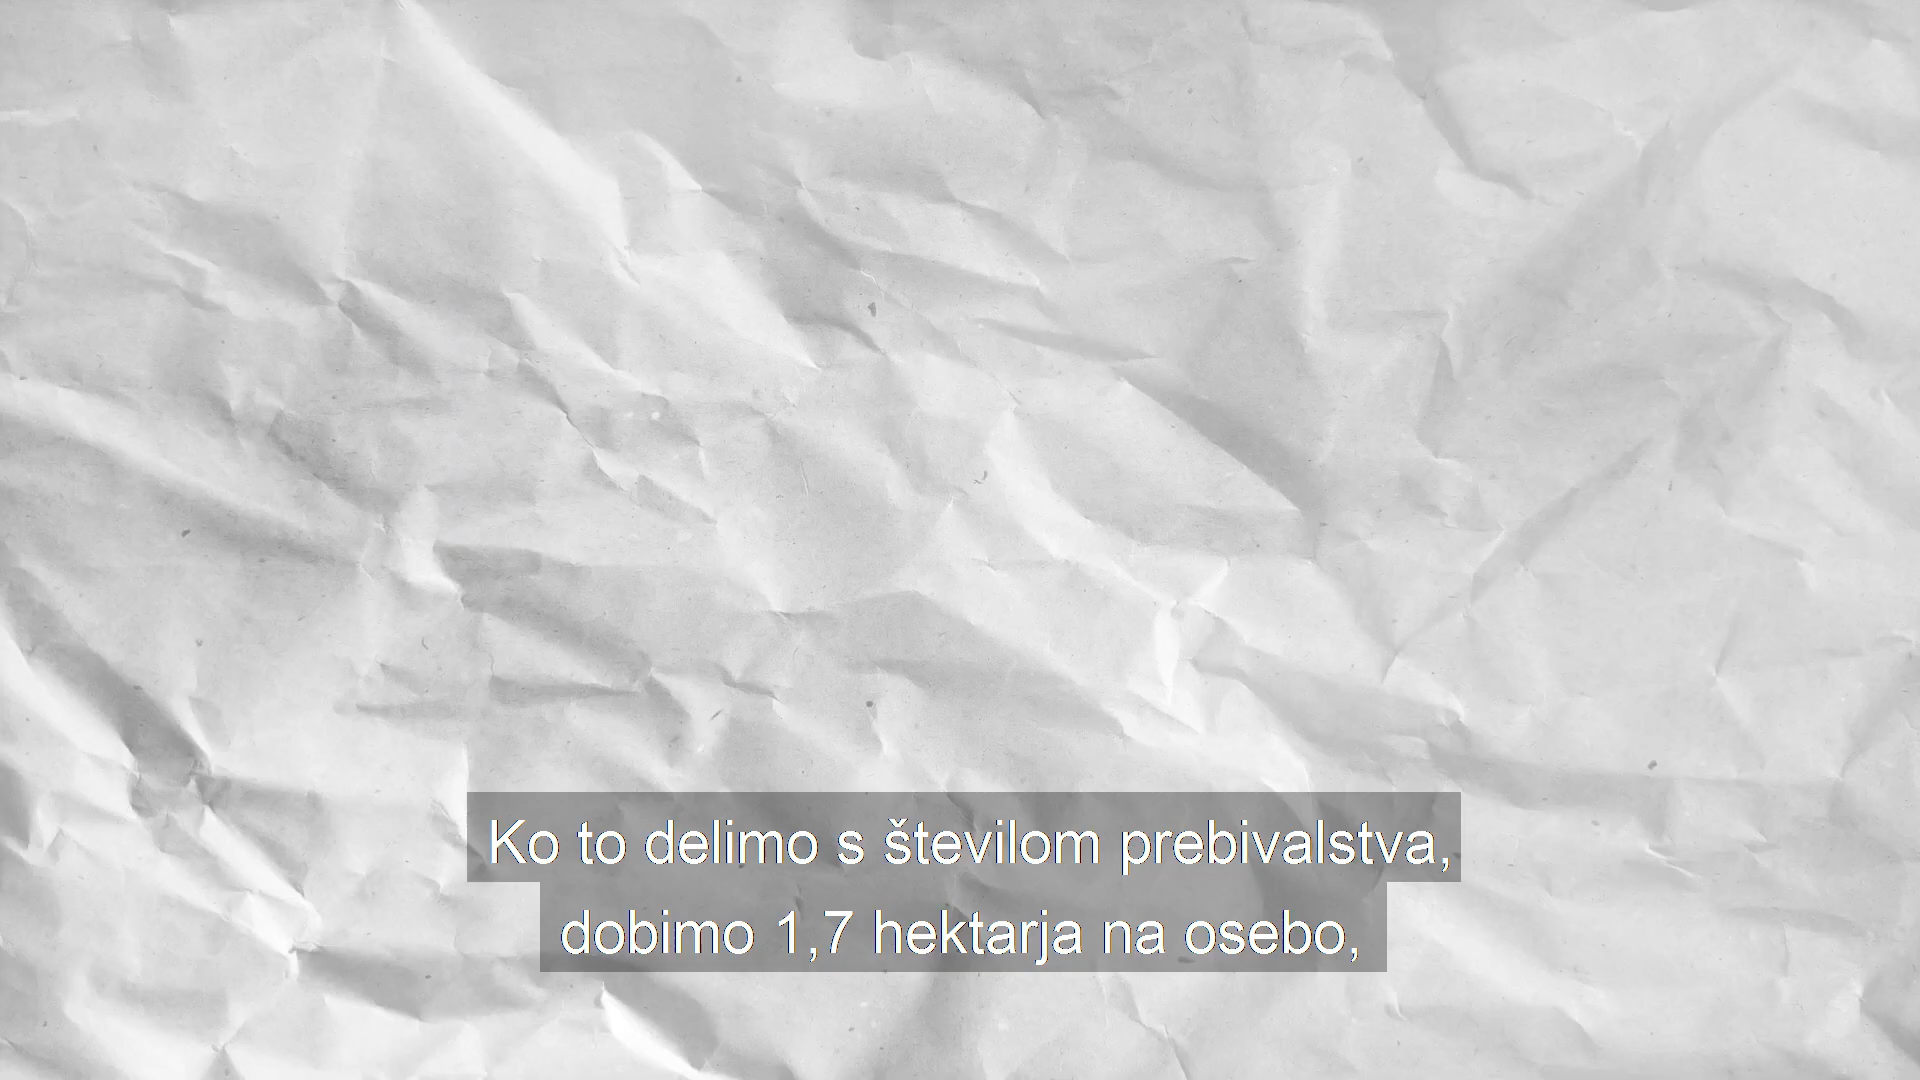 Ko to delimo s številom prebivalstva,
dobimo 1,7 hektarja na osebo,